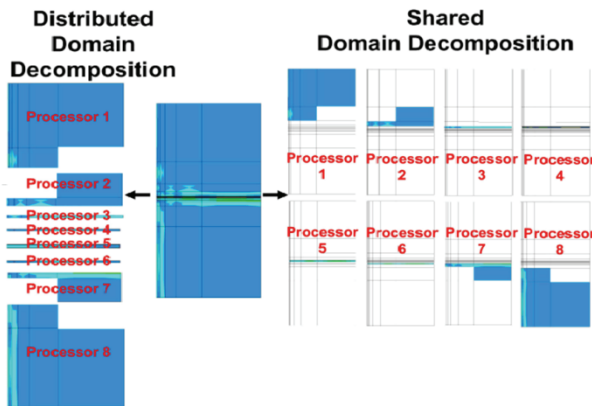 Distributed
Domain
Decomposition
Shared
Domain Decomposition
Processor 1
Processor 2
Processor 3
Processor 4
Processor 5
Processor 6
Processor 7
Processor 8
Processor
1
Processor
2
Processor
3
Processor
4
Processor
5
Processor
6
Processor
7
Processor
8